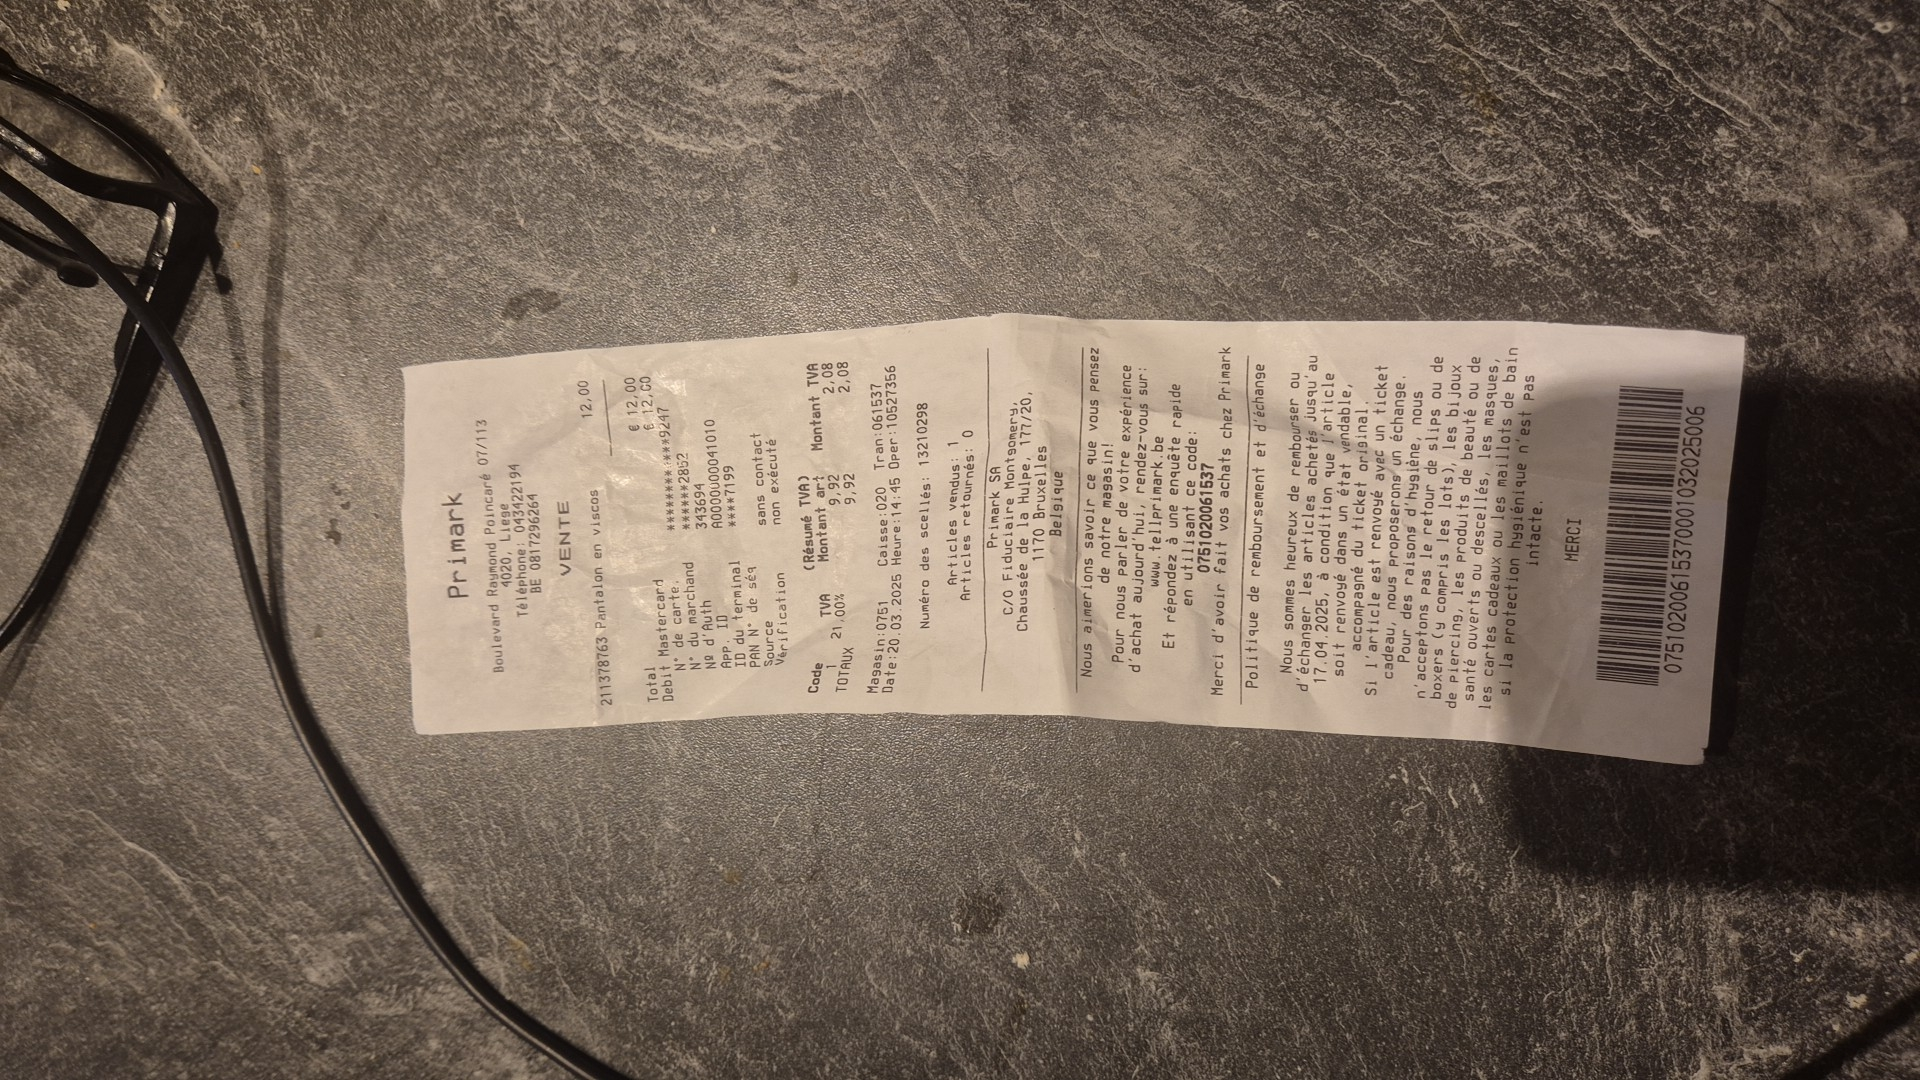 Primark
Boulevard Raymond Poincaré 07/113
4020, Liege
Téléphone: 043422194
BE 0817296264
VENTE
211378763 Pantalon en viscos 12,00
Total € 12,00
Debit Mastercard € 12,00
N° de carte. ************9247
N° du marchand ******2852
N° d'Auth 343694
APP. ID A0000000041010
ID du terminal ****7199
PAN N° de séq
Source sans contact
Vérification non exécuté
(Résumé TVA)
Code TVA Montant art Montant TVA
1 21,00% 9,92 2,08
TOTAUX 9,92 2,08
Magasin:0751 Caisse:020 Tran:061537
Date:20.03.2025 Heure:14:45 Oper:10527356
Numéro des scellés: 13210298
Articles vendus: 1
Articles retournés: 0
Primark SA
C/O Fiduciaire Montgomery,
Chaussée de la Hulpe, 177/20,
1170 Bruxelles
Belgique
Nous aimerions savoir ce que vous pensez
de notre magasin!
Pour nous parler de votre expérience
d'achat aujourd'hui, rendez-vous sur:
www.tellprimark.be
Et répondez à une enquête rapide
en utilisant ce code:
0751020061537
Merci d'avoir fait vos achats chez Primark
Politique de remboursement et d'échange
Nous sommes heureux de rembourser ou
d'échanger les articles achetés jusqu'au
17.04.2025, à condition que l'article
soit renvoyé dans un état vendable,
accompagné du ticket original.
Si l'article est renvoyé avec un ticket
cadeau, nous proposerons un échange.
Pour des raisons d'hygiène, nous
n'acceptons pas le retour de slips ou de
boxers (y compris les lots), les bijoux
de piercing, les produits de beauté ou de
santé ouverts ou descellés, les masques,
les cartes cadeaux ou les maillots de bain
si la protection hygiénique n'est pas
intacte.
MERCI
07510200615370001032025006